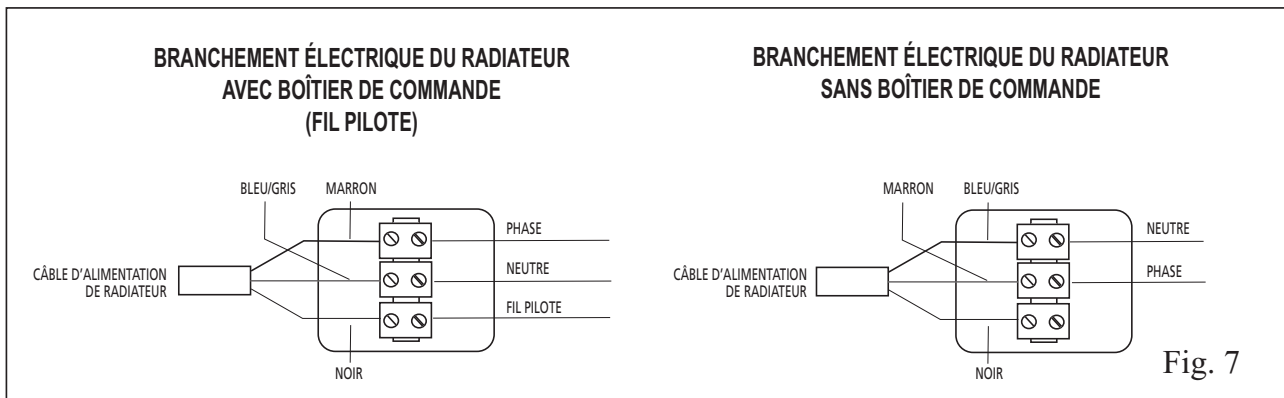 BRANCHEMENT ÉLECTRIQUE DU RADIATEUR
AVEC BOÎTIER DE COMMANDE
(FIL PILOTE)
BLEU/GRIS
MARRON
PHASE
NEUTRE
FIL PILOTE
CÂBLE D'ALIMENTATION
DE RADIATEUR
NOIR
BRANCHEMENT ÉLECTRIQUE DU RADIATEUR
SANS BOÎTIER DE COMMANDE
MARRON
BLEU/GRIS
NEUTRE
PHASE
CÂBLE D'ALIMENTATION
DE RADIATEUR
NOIR
Fig. 7